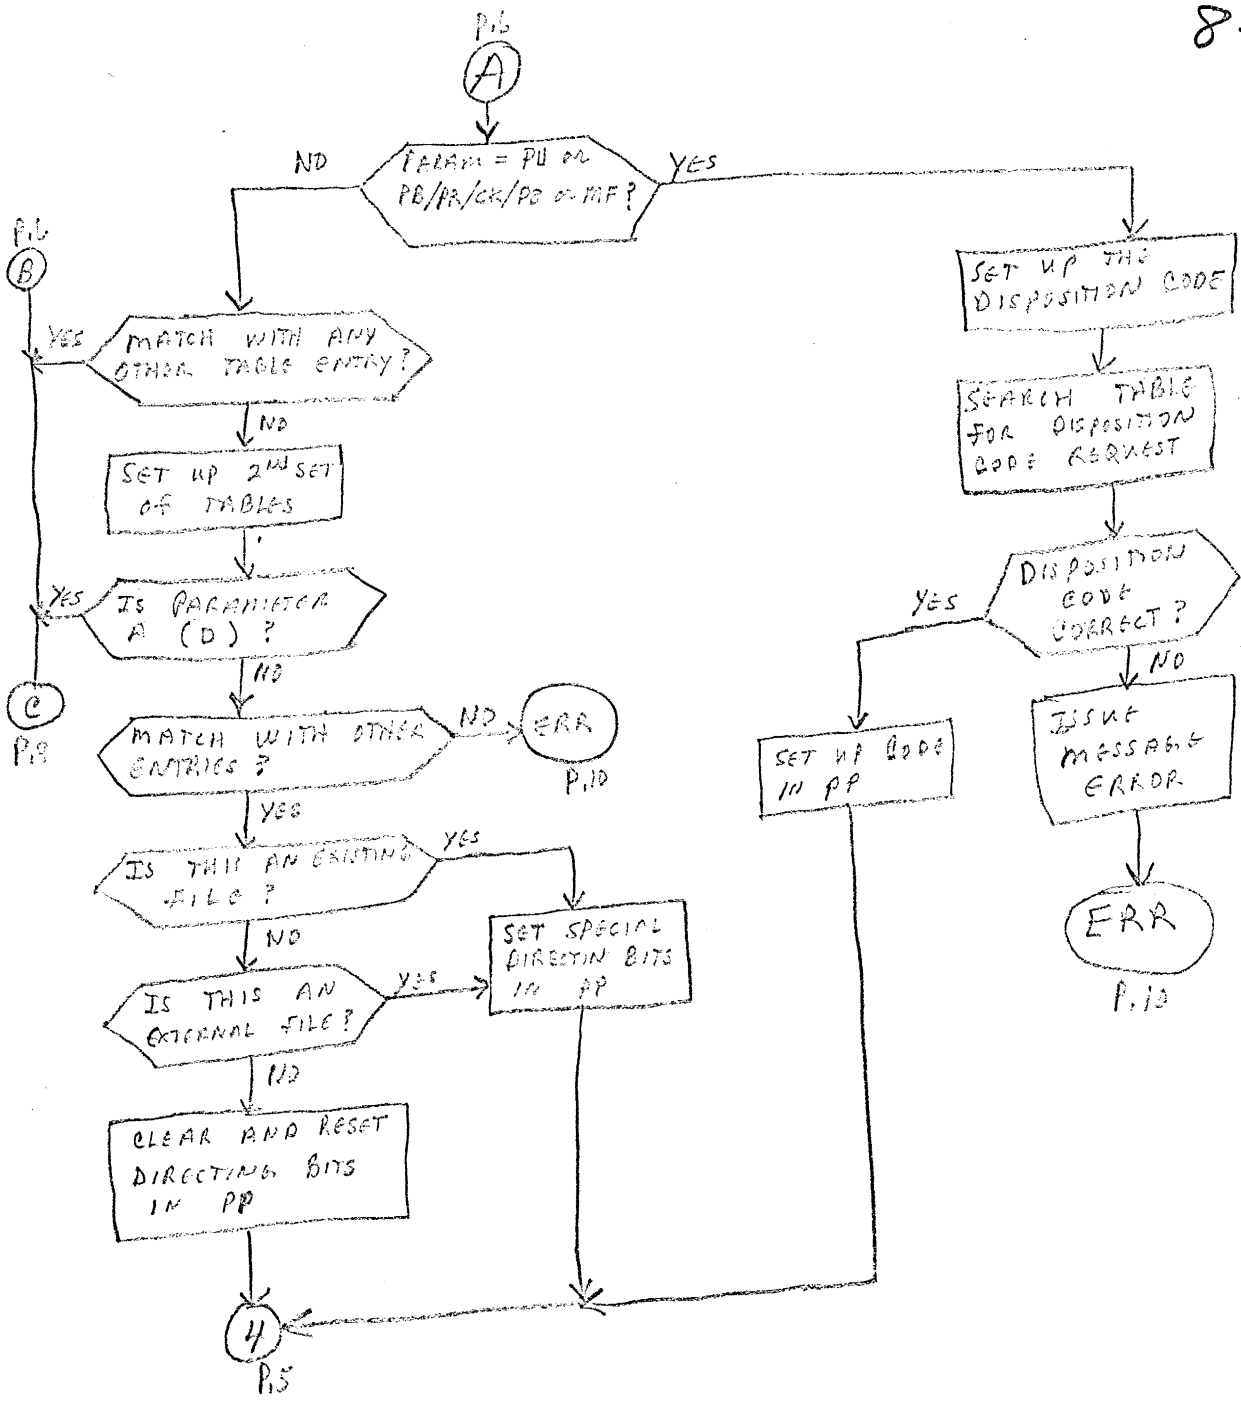 8.
P.6
A
NO
PARAM = PU or
PB/PR/CK/PO or MF?
YES
P.6
B
SET UP THE
DISPOSITION CODE
YES
MATCH WITH ANY
OTHER TABLE ENTRY?
SEARCH TABLE
FOR DISPOSITION
CODE REQUEST
NO
SET UP 2ND SET
OF TABLES
DISPOSITION
CODE
CORRECT?
YES
YES
IS PARAMETER
A (D)?
NO
NO
C
P.9
MATCH WITH OTHER
ENTRIES?
NO
ERR
P.10
SET UP CODE
IN PP
ISSUE
MESSAGE
ERROR
YES
IS THIS AN EXISTING
FILE?
YES
NO
SET SPECIAL
DIRECTIN BITS
IN PP
ERR
P.10
IS THIS AN
EXTERNAL FILE?
YES
NO
CLEAR AND RESET
DIRECTING BITS
IN PP
4
P.5